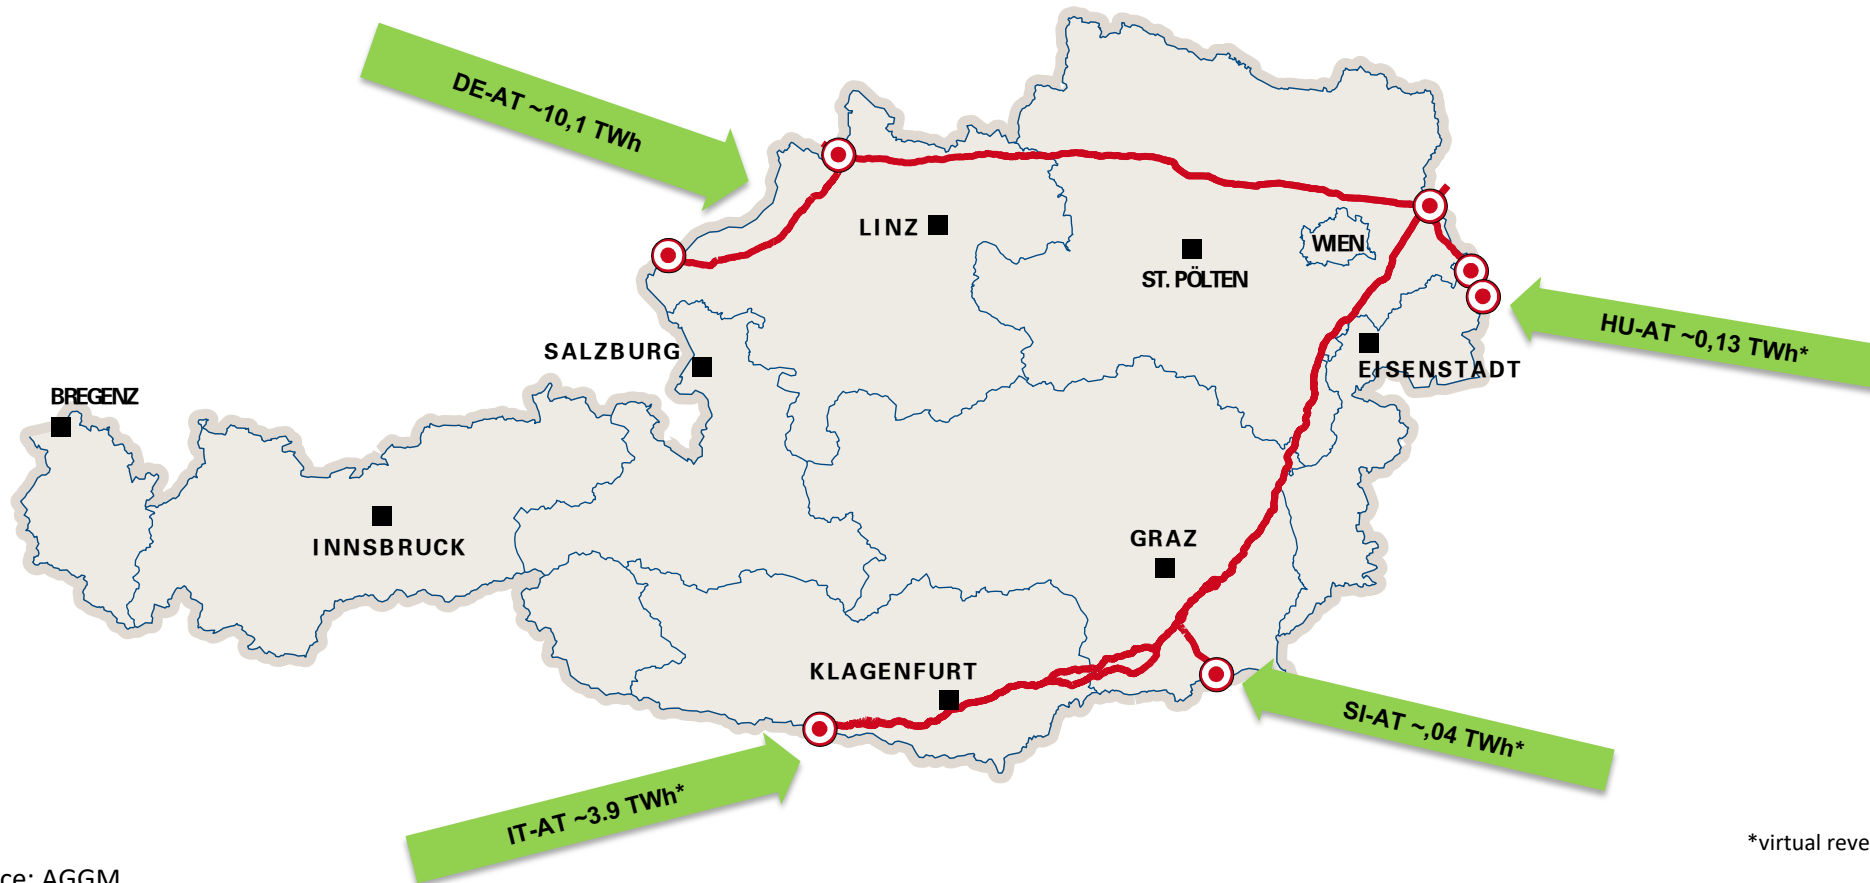 DE-AT ~10,1 TWh
LINZ
WIEN
ST. PÖLTEN
HU-AT ~0,13 TWh*
SALZBURG
EISENSTADT
BREGENZ
GRAZ
INNSBRUCK
KLAGENFURT
SI-AT ~,04 TWh*
IT-AT ~3.9 TWh*
*virtual reve
ce: AGGM